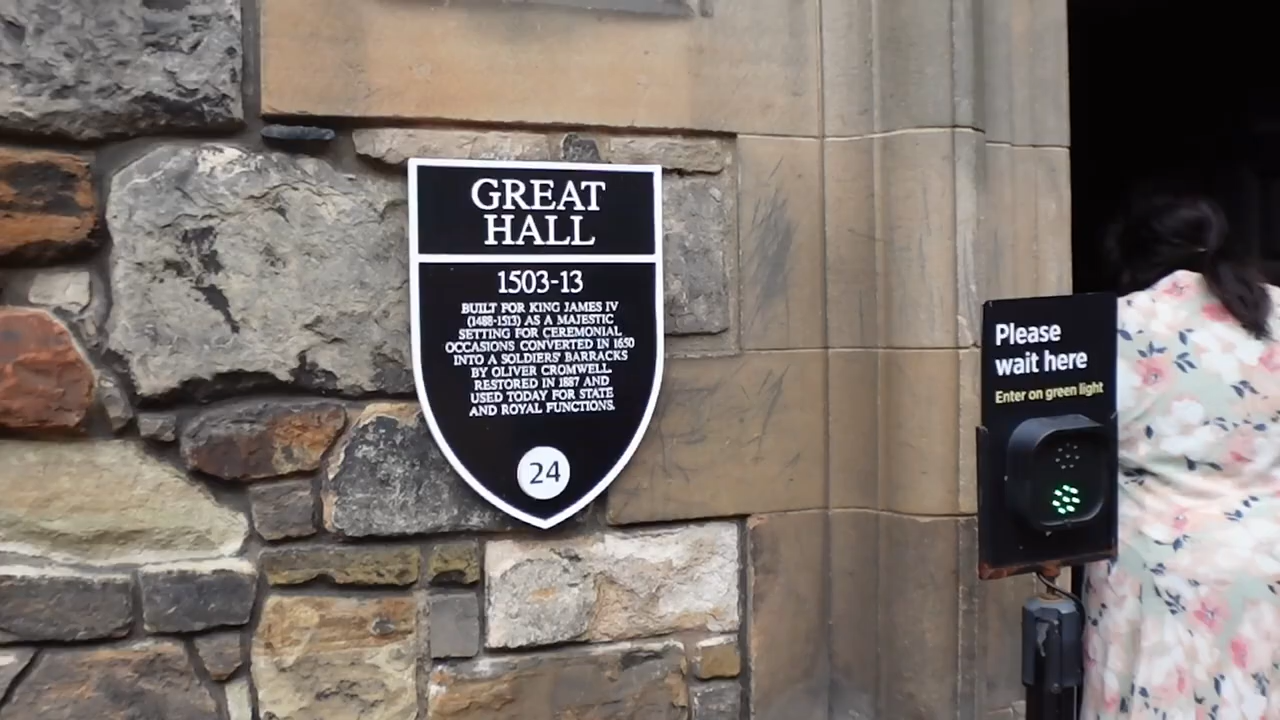 GREAT
HALL
1503-13
BUILT FOR KING JAMES IV
(1488-1513) AS A MAJESTIC
SETTING FOR CEREMONIAL
OCCASIONS CONVERTED IN 1650
INTO A SOLDIERS' BARRACKS
BY OLIVER CROMWELL.
RESTORED IN 1887 AND
USED TODAY FOR STATE
AND ROYAL FUNCTIONS.
24
Please
wait here
Enter on green light